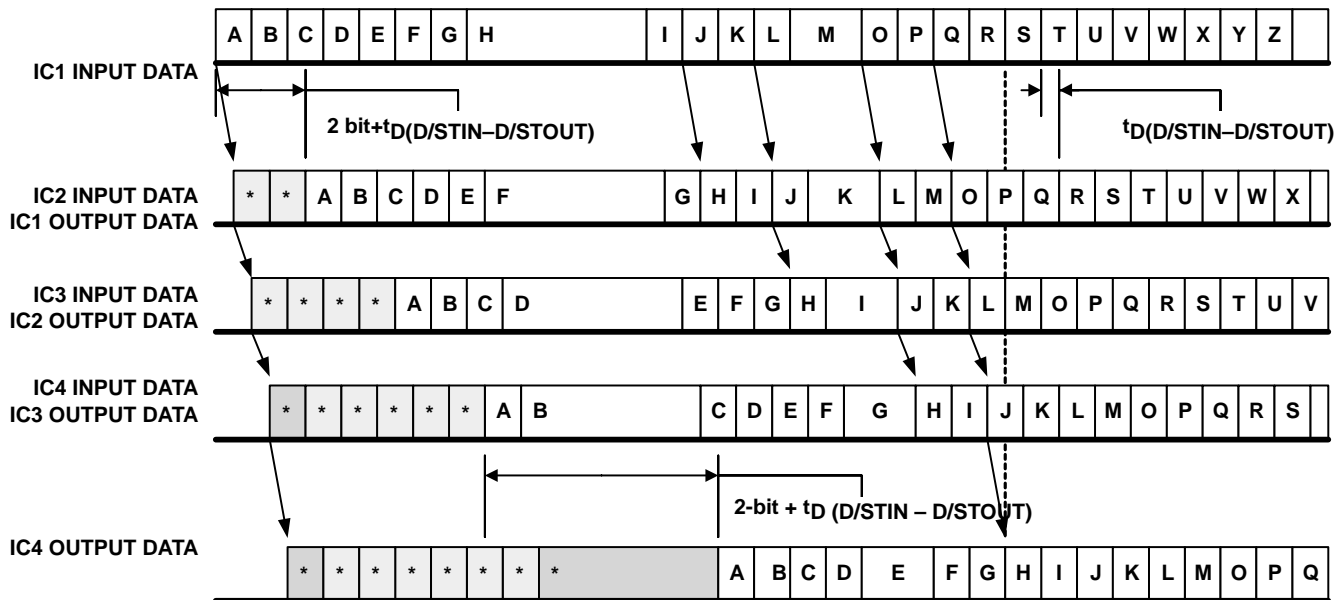 A B C D E F G H I J K L M O P Q R S T U V W X Y Z
IC1 INPUT DATA
2 bit+tD(D/STIN–D/STOUT)
tD(D/STIN–D/STOUT)
IC2 INPUT DATA
IC1 OUTPUT DATA
* * A B C D E F G H I J K L M O P Q R S T U V W X
IC3 INPUT DATA
IC2 OUTPUT DATA
* * * * A B C D E F G H I J K L M O P Q R S T U V
IC4 INPUT DATA
IC3 OUTPUT DATA
* * * * * * A B C D E F G H I J K L M O P Q R S
2-bit + tD (D/STIN – D/STOUT)
IC4 OUTPUT DATA
* * * * * * * * A B C D E F G H I J K L M O P Q